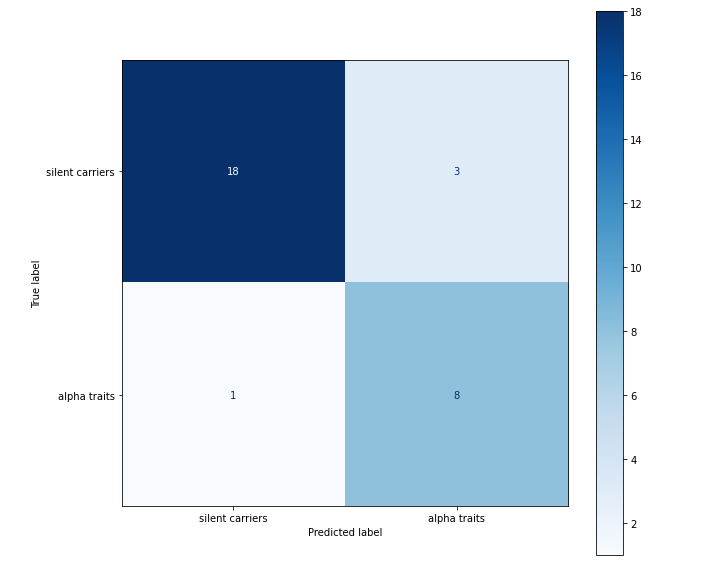 silent carriers
alpha traits
True label
18
3
1
8
silent carriers
alpha traits
Predicted label
18
16
14
12
10
8
6
4
2